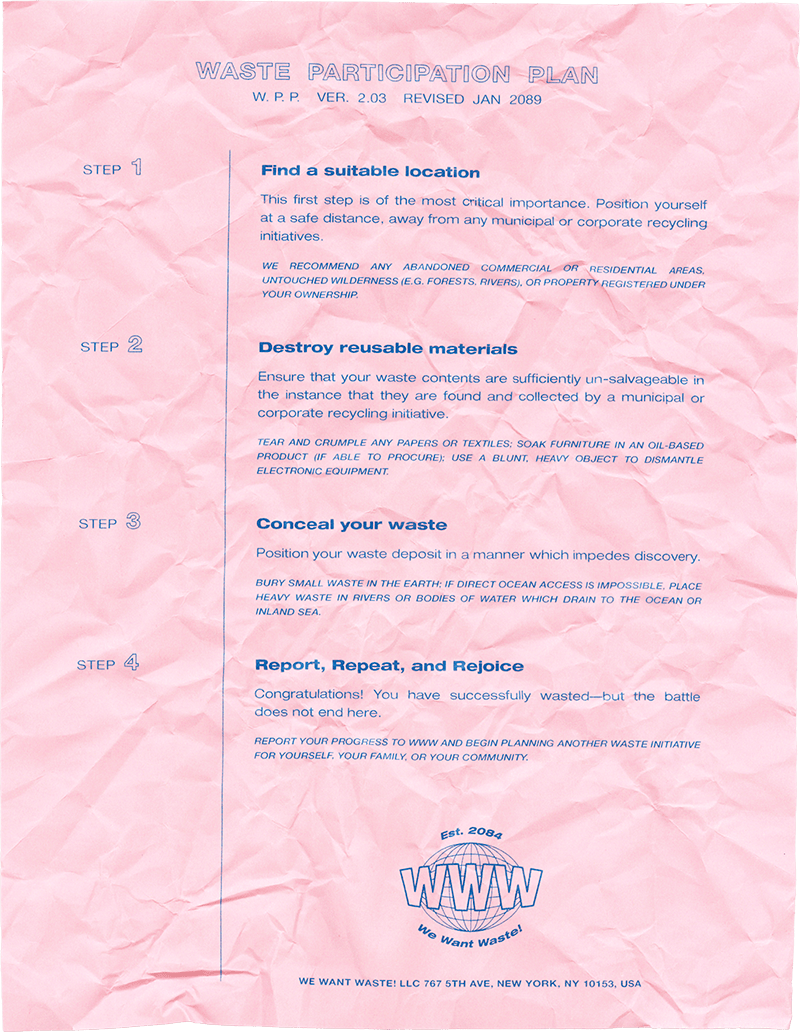 WASTE PARTICIPATION PLAN
W. P. P. VER. 2.03 REVISED JAN 2089
STEP 1
Find a suitable location
This first step is of the most critical importance. Position yourself
at a safe distance, away from any municipal or corporate recycling
initiatives.
WE RECOMMEND ANY ABANDONED COMMERCIAL OR RESIDENTIAL AREAS,
UNTOUCHED WILDERNESS (E.G. FORESTS, RIVERS), OR PROPERTY REGISTERED UNDER
YOUR OWNERSHIP.
STEP 2
Destroy reusable materials
Ensure that your waste contents are sufficiently un-salvageable in
the instance that they are found and collected by a municipal or
corporate recycling initiative.
TEAR AND CRUMPLE ANY PAPERS OR TEXTILES; SOAK FURNITURE IN AN OIL-BASED
PRODUCT (IF ABLE TO PROCURE); USE A BLUNT, HEAVY OBJECT TO DISMANTLE
ELECTRONIC EQUIPMENT.
STEP 3
Conceal your waste
Position your waste deposit in a manner which impedes discovery.
BURY SMALL WASTE IN THE EARTH; IF DIRECT OCEAN ACCESS IS IMPOSSIBLE, PLACE
HEAVY WASTE IN RIVERS OR BODIES OF WATER WHICH DRAIN TO THE OCEAN OR
INLAND SEA.
STEP 4
Report, Repeat, and Rejoice
Congratulations! You have successfully wasted—but the battle
does not end here.
REPORT YOUR PROGRESS TO WWW AND BEGIN PLANNING ANOTHER WASTE INITIATIVE
FOR YOURSELF, YOUR FAMILY, OR YOUR COMMUNITY.
Est. 2084
WWW
We Want Waste!
WE WANT WASTE! LLC 767 5TH AVE, NEW YORK, NY 10153, USA